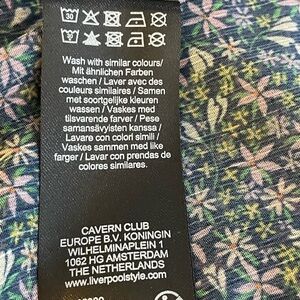 30
Wash with similar colours/
Mit ähnlichen Farben
waschen / Laver avec des
couleurs similaires / Samen
met soortgelijke kleuren
wassen / Vaskes med
tilsvarende farver / Pese
samansävyisten kanssa /
Lavare con colori simili /
Vaskes sammen med like
farger / Lavar con prendas de
colores similares.
CAVERN CLUB
EUROPE B.V. KONINGIN
WILHELMINAPLEIN 1
1062 HG AMSTERDAM
THE NETHERLANDS
www.liverpoolstyle.com